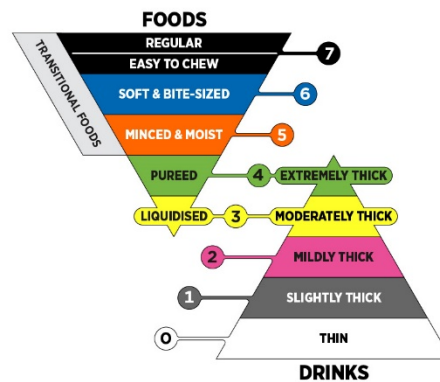 FOODS
REGULAR
7
EASY TO CHEW
TRANSITIONAL FOODS
SOFT & BITE-SIZED
6
MINCED & MOIST
5
PUREED
4
EXTREMELY THICK
LIQUIDISED
3
MODERATELY THICK
2
MILDLY THICK
1
SLIGHTLY THICK
0
THIN
DRINKS